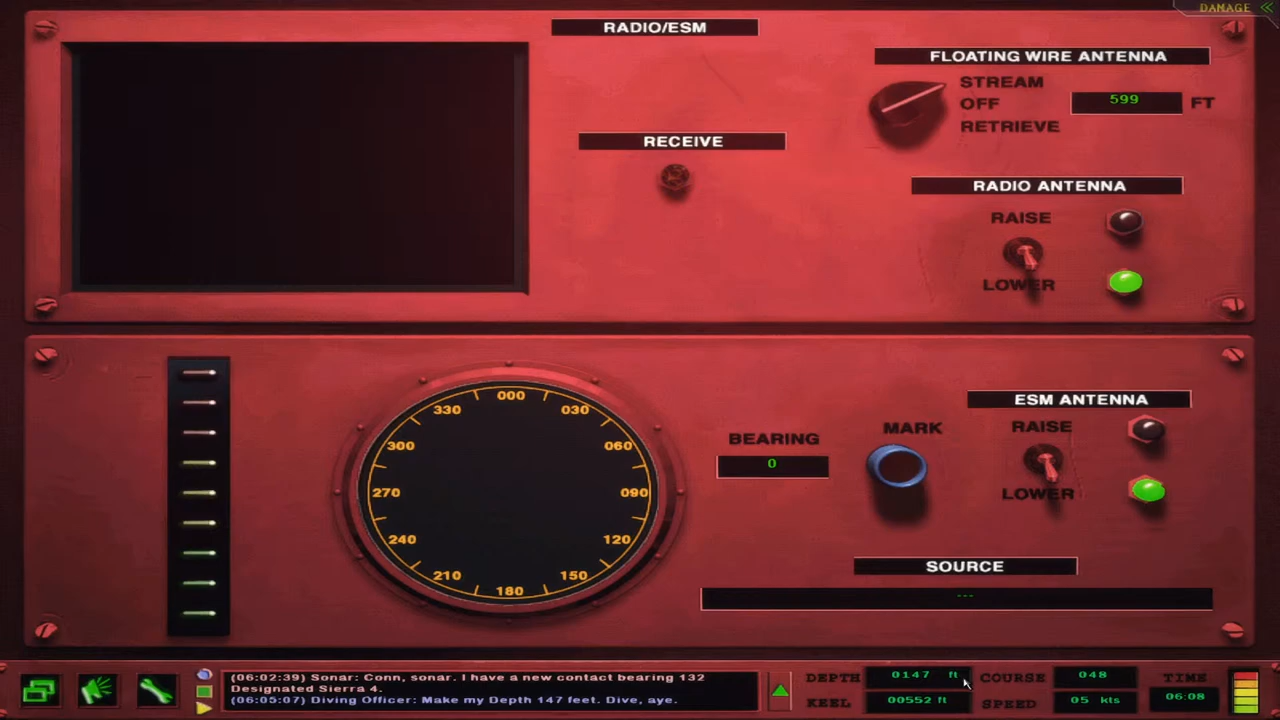 DAMAGE
RADIO/ESM
FLOATING WIRE ANTENNA
STREAM
OFF
599 FT
RETRIEVE
RECEIVE
RADIO ANTENNA
RAISE
LOWER
000
030
060
090
120
150
180
210
240
270
300
330
BEARING
0
MARK
ESM ANTENNA
RAISE
LOWER
SOURCE
---
(06:02:39) Sonar: Conn, sonar. I have a new contact bearing 132
Designated Sierra 4.
(06:05:07) Diving Officer: Make my Depth 147 feet. Dive, aye.
DEPTH 0147 ft
KEEL 00552 ft
COURSE 048
SPEED 05 kts
TIME
06:08